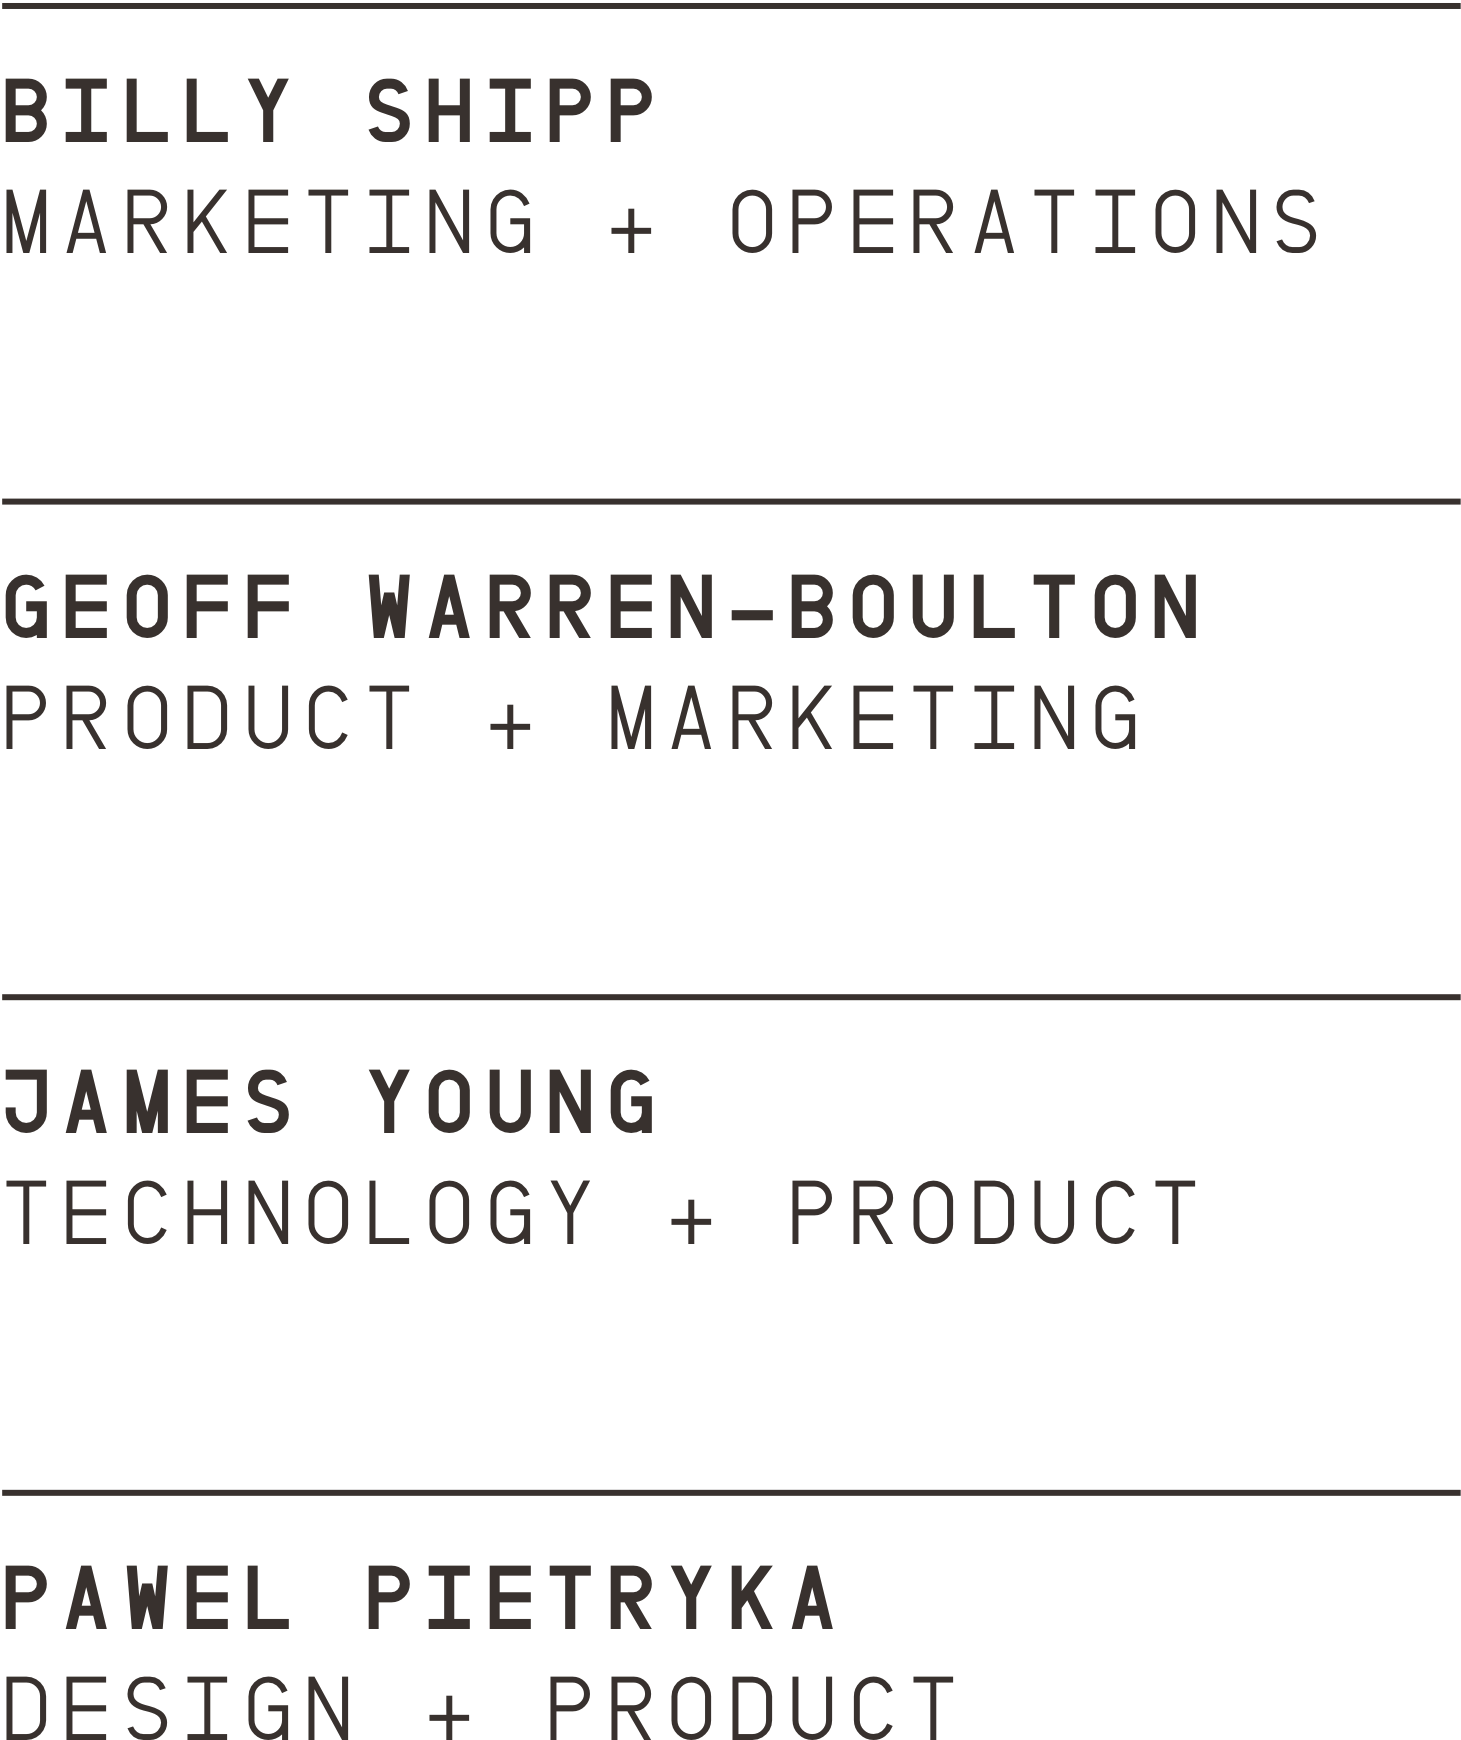 BILLY SHIPP
MARKETING + OPERATIONS
GEOFF WARREN-BOULTON
PRODUCT + MARKETING
JAMES YOUNG
TECHNOLOGY + PRODUCT
PAWEL PIETRYKA
DESIGN + PRODUCT